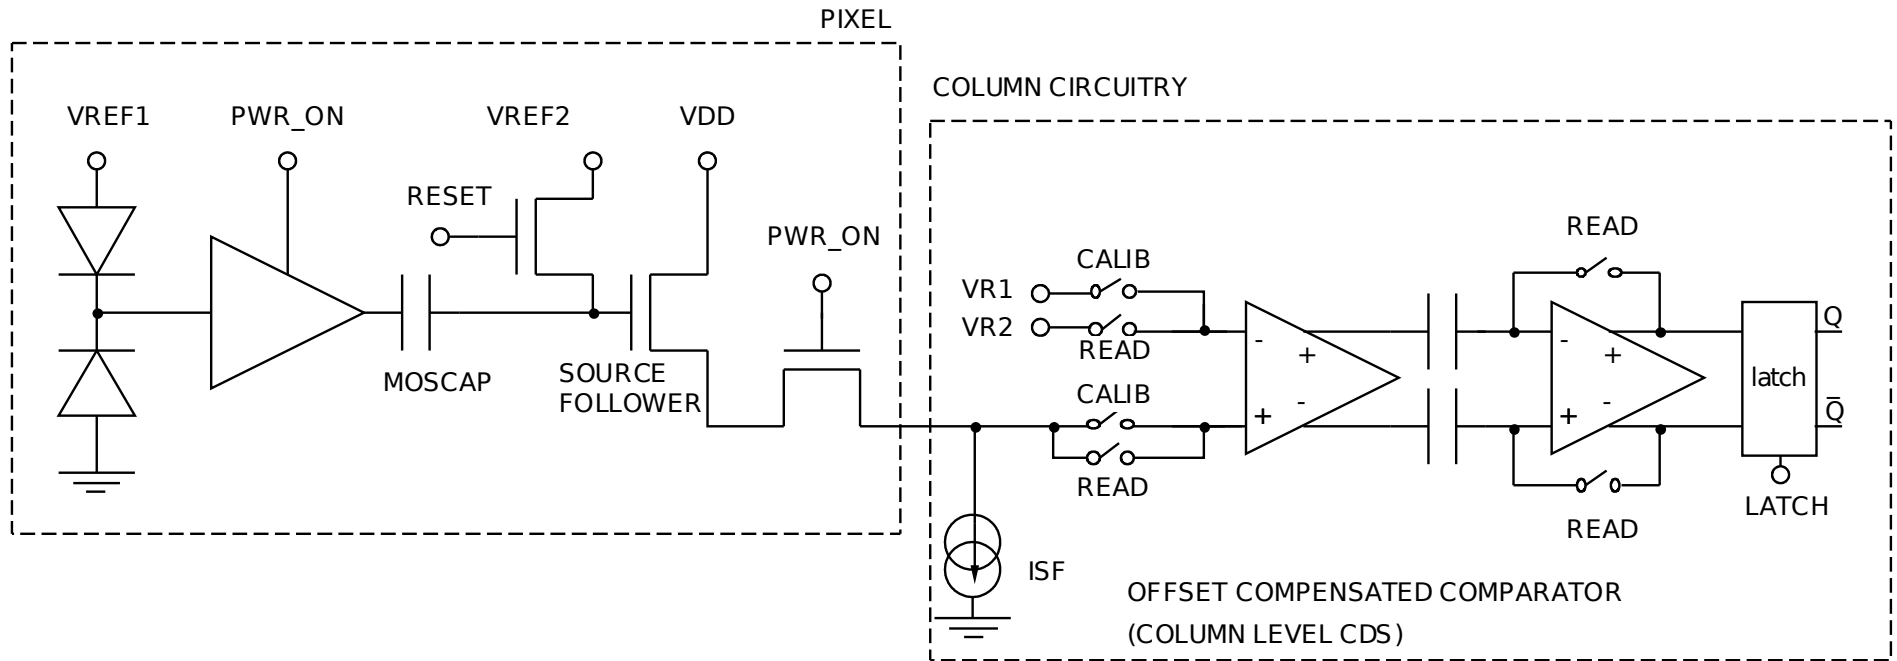 PIXEL
COLUMN CIRCUITRY
VREF1
PWR_ON
VREF2
VDD
RESET
PWR_ON
MOSCAP
SOURCE
FOLLOWER
CALIB
VR1
VR2
READ
CALIB
READ
-
+
+
-
READ
-
+
+
-
READ
latch
Q
Q̅
LATCH
ISF
OFFSET COMPENSATED COMPARATOR
(COLUMN LEVEL CDS)